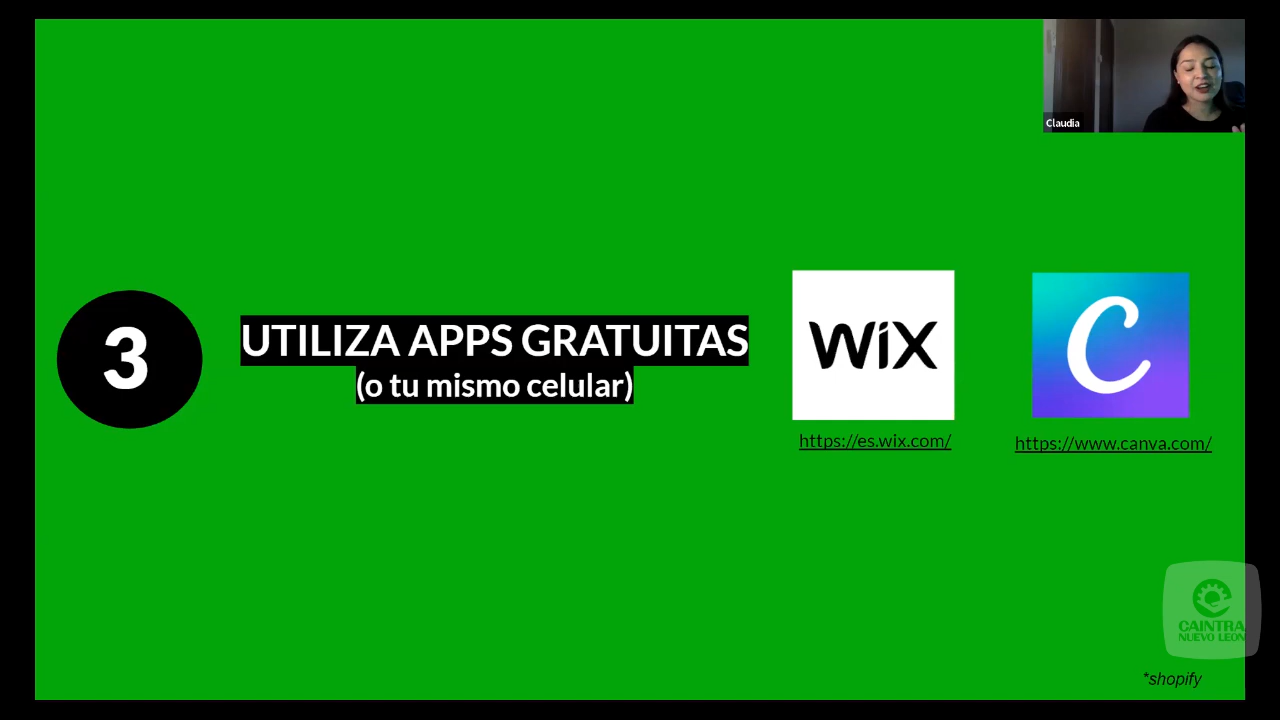 Claudia
3
UTILIZA APPS GRATUITAS
(o tu mismo celular)
WiX
C
https://es.wix.com/
https://www.canva.com/
CAINTRA
NUEVO LEÓN
*shopify